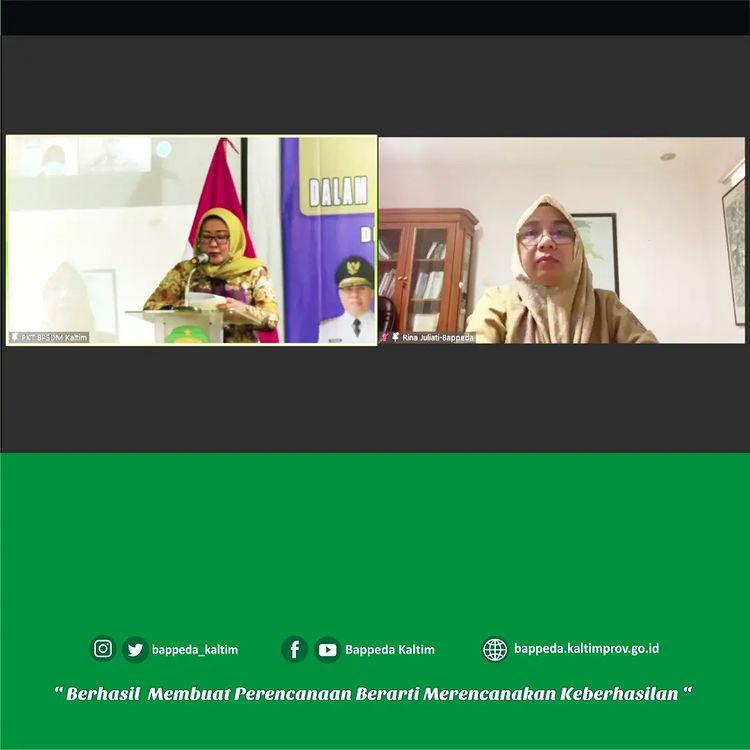 DALAM
PKT BPSDM Kaltim
Rina Juliati-Bappeda
bappeda_kaltim
Bappeda Kaltim
bappeda.kaltimprov.go.id
“ Berhasil Membuat Perencanaan Berarti Merencanakan Keberhasilan “